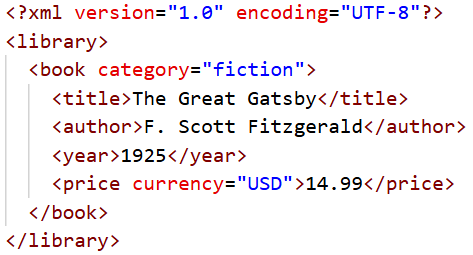 <?xml version="1.0" encoding="UTF-8"?>
<library>
  <book category="fiction">
    <title>The Great Gatsby</title>
    <author>F. Scott Fitzgerald</author>
    <year>1925</year>
    <price currency="USD">14.99</price>
  </book>
</library>